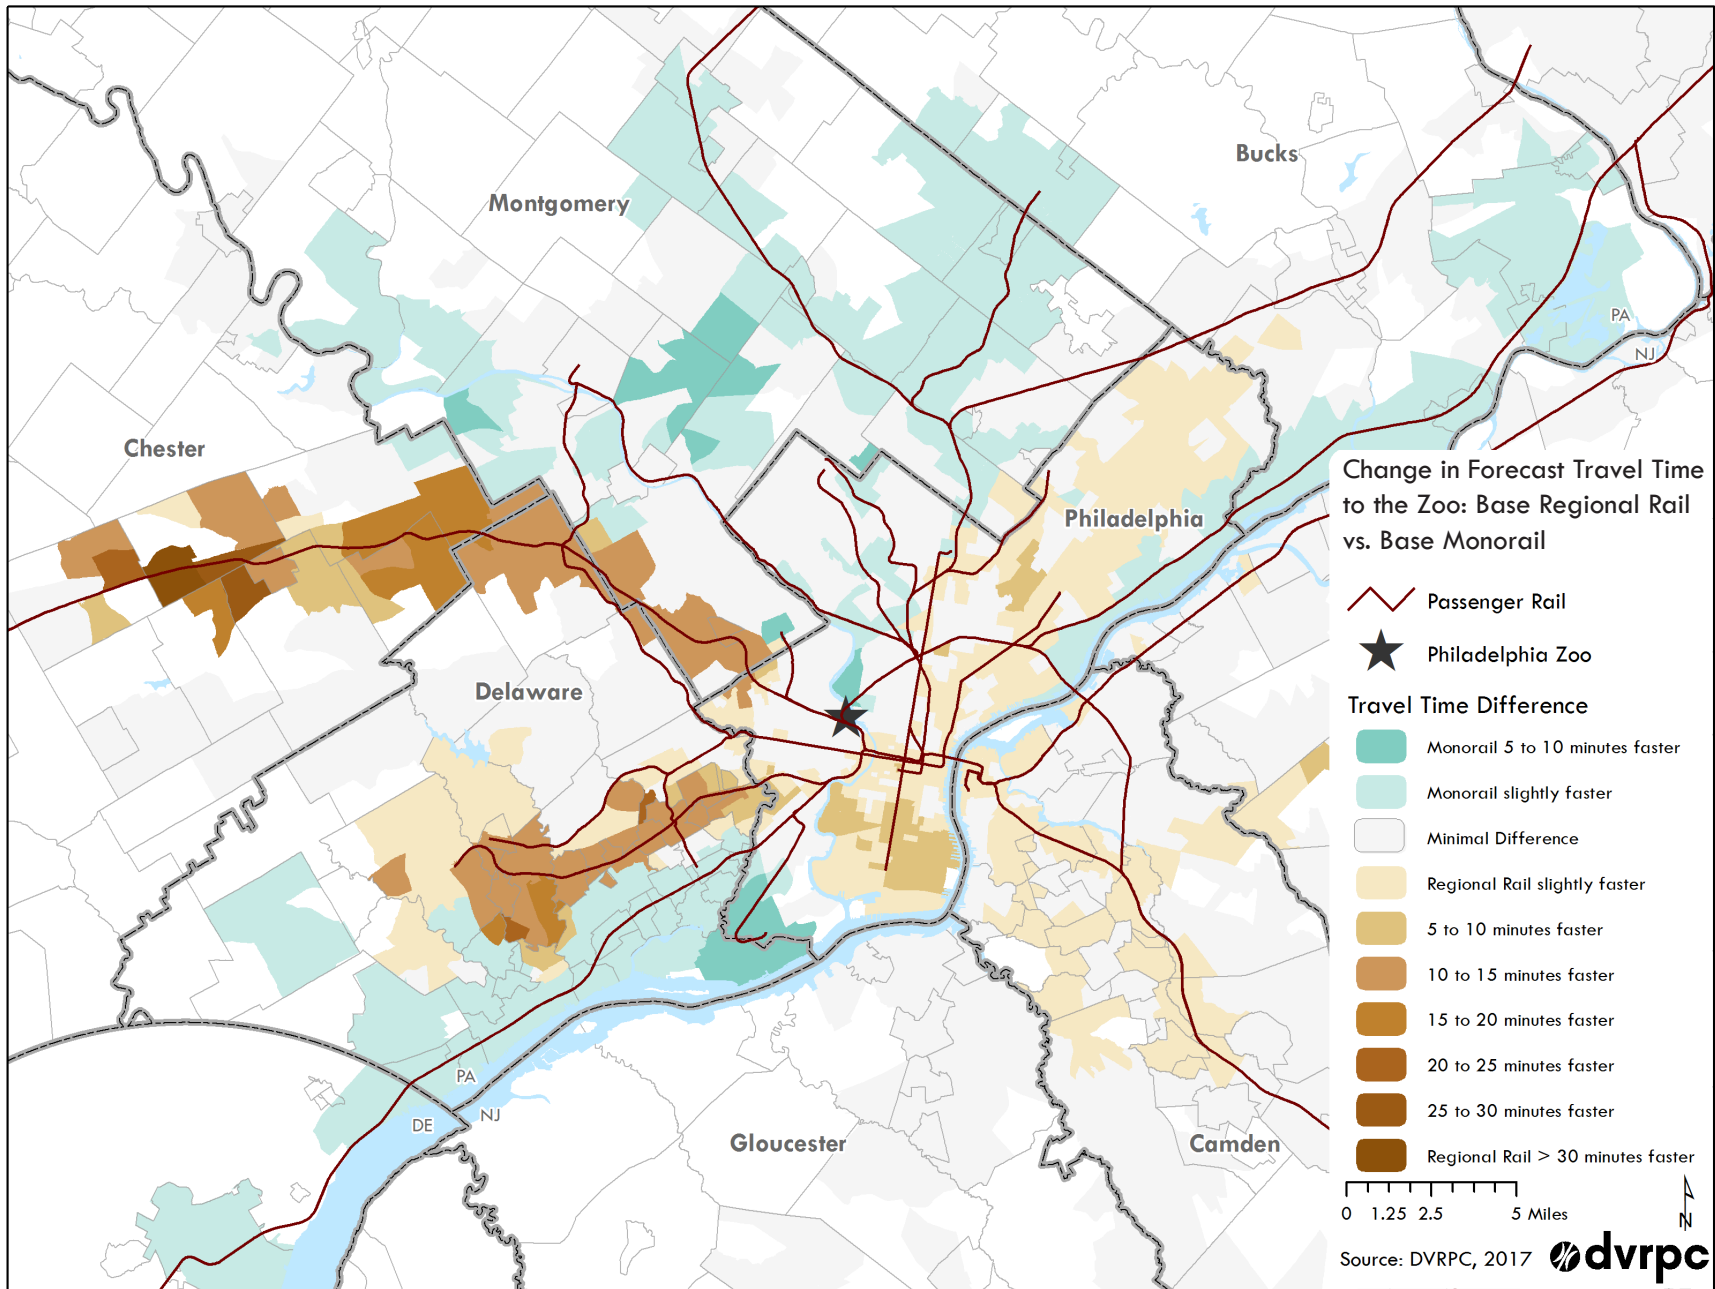 Bucks
Montgomery
PA
NJ
Chester
Philadelphia
Delaware
PA
DE
NJ
Gloucester
Camden
Change in Forecast Travel Time
to the Zoo: Base Regional Rail
vs. Base Monorail
Passenger Rail
Philadelphia Zoo
Travel Time Difference
Monorail 5 to 10 minutes faster
Monorail slightly faster
Minimal Difference
Regional Rail slightly faster
5 to 10 minutes faster
10 to 15 minutes faster
15 to 20 minutes faster
20 to 25 minutes faster
25 to 30 minutes faster
Regional Rail > 30 minutes faster
0 1.25 2.5 5 Miles
N
Source: DVRPC, 2017
dvrpc